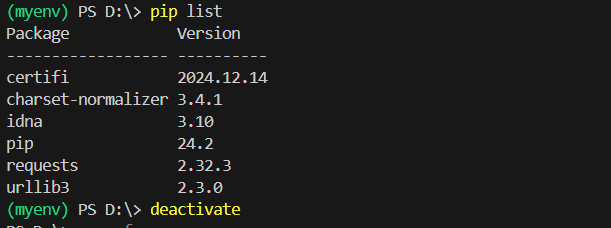 (myenv) PS D:\> pip list
Package            Version
------------------ ----------
certifi            2024.12.14
charset-normalizer 3.4.1
idna               3.10
pip                24.2
requests           2.32.3
urllib3            2.3.0
(myenv) PS D:\> deactivate